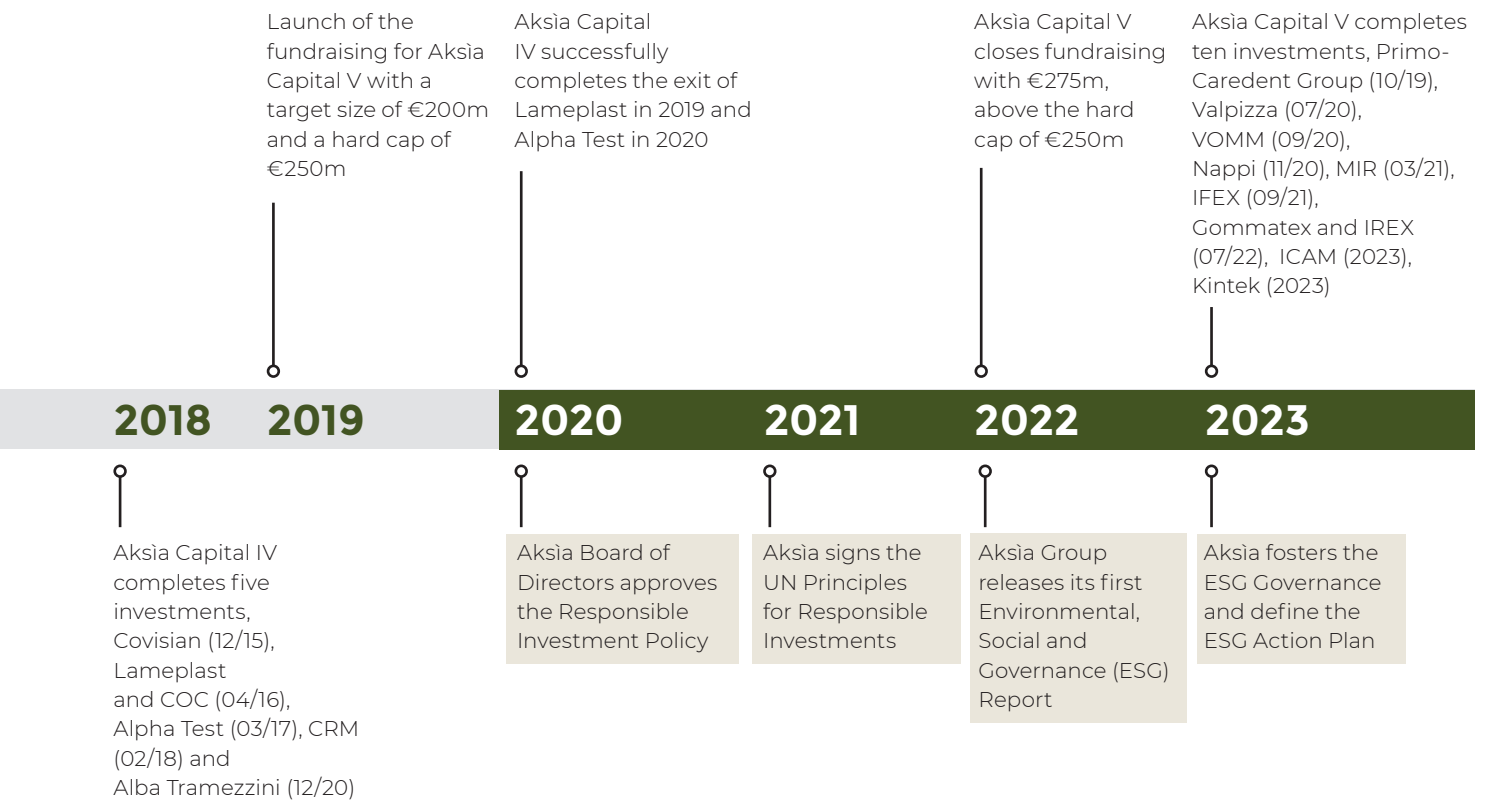 Launch of the
fundraising for Aksìa
Capital V with a
target size of €200m
and a hard cap of
€250m
Aksìa Capital
IV successfully
completes the exit of
Lameplast in 2019 and
Alpha Test in 2020
Aksìa Capital V
closes fundraising
with €275m,
above the hard
cap of €250m
Aksìa Capital V completes
ten investments, Primo-
Caredent Group (10/19),
Valpizza (07/20),
VOMM (09/20),
Nappi (11/20), MIR (03/21),
IFEX (09/21),
Gommatex and IREX
(07/22), ICAM (2023),
Kintek (2023)
2018 2019 2020 2021 2022 2023
Aksìa Capital IV
completes five
investments,
Covisian (12/15),
Lameplast
and COC (04/16),
Alpha Test (03/17), CRM
(02/18) and
Alba Tramezzini (12/20)
Aksìa Board of
Directors approves
the Responsible
Investment Policy
Aksìa signs the
UN Principles
for Responsible
Investments
Aksìa Group
releases its first
Environmental,
Social and
Governance (ESG)
Report
Aksìa fosters the
ESG Governance
and define the
ESG Action Plan